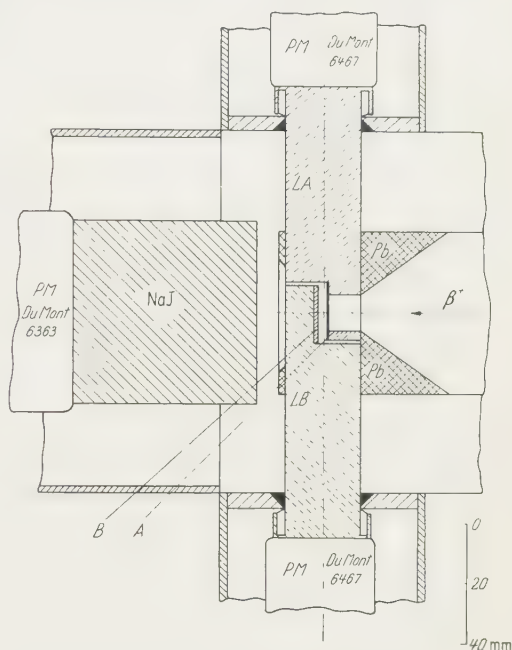 PM Du Mont
6467
LA
Pb
NaJ
PM
Du Mont
6363
β⁺
Pb
LB
B A
PM Du Mont
6467
0
20
40 mm